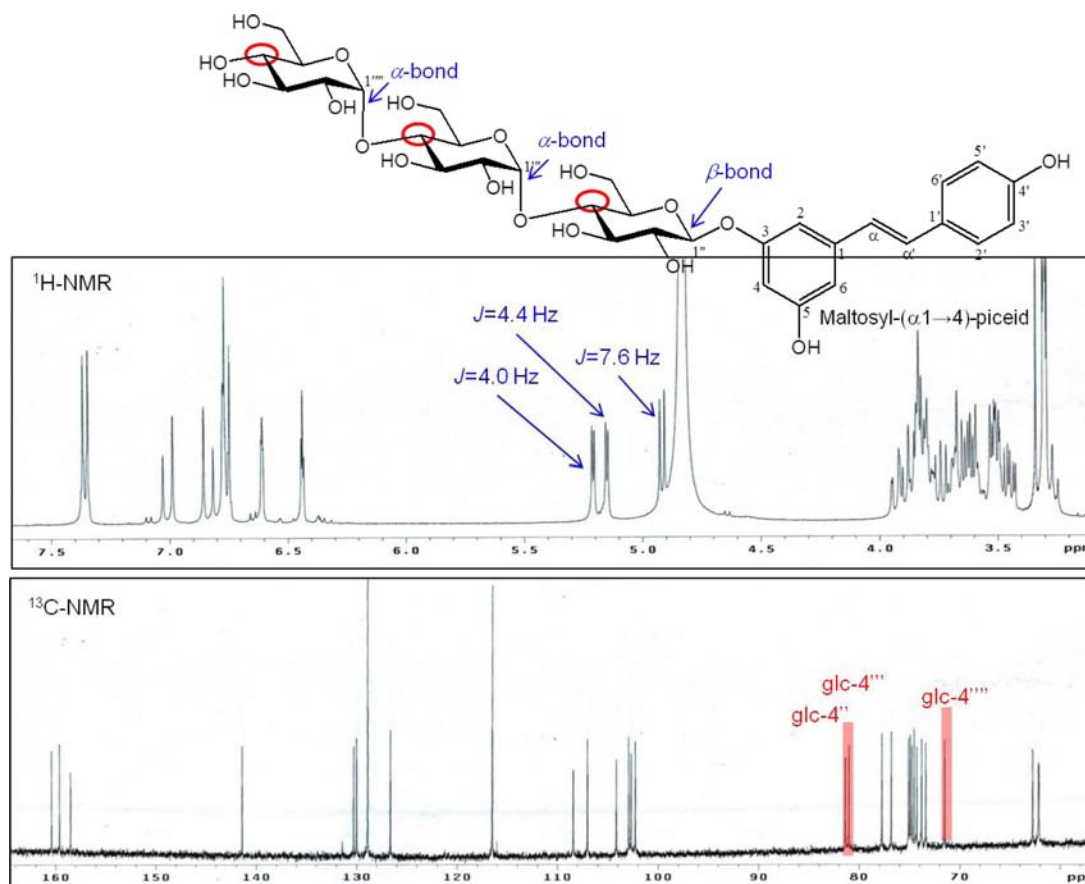 HO
HO
HO
O
1''''
α-bond
HO
OH
HO
O
O
α-bond
1'''
HO
OH
HO
O
O
β-bond
HO
1''
OH
O
3
2
1
4
5
6
OH
α
α'
1'
6'
5'
4'
OH
3'
2'
Maltosyl-(α1→4)-piceid
¹H-NMR
J=4.4 Hz
J=4.0 Hz
J=7.6 Hz
7.5 7.0 6.5 6.0 5.5 5.0 4.5 4.0 3.5 ppm
¹³C-NMR
glc-4'''
glc-4''
glc-4''''
160 140 130 120 100 90 80 70 ppm